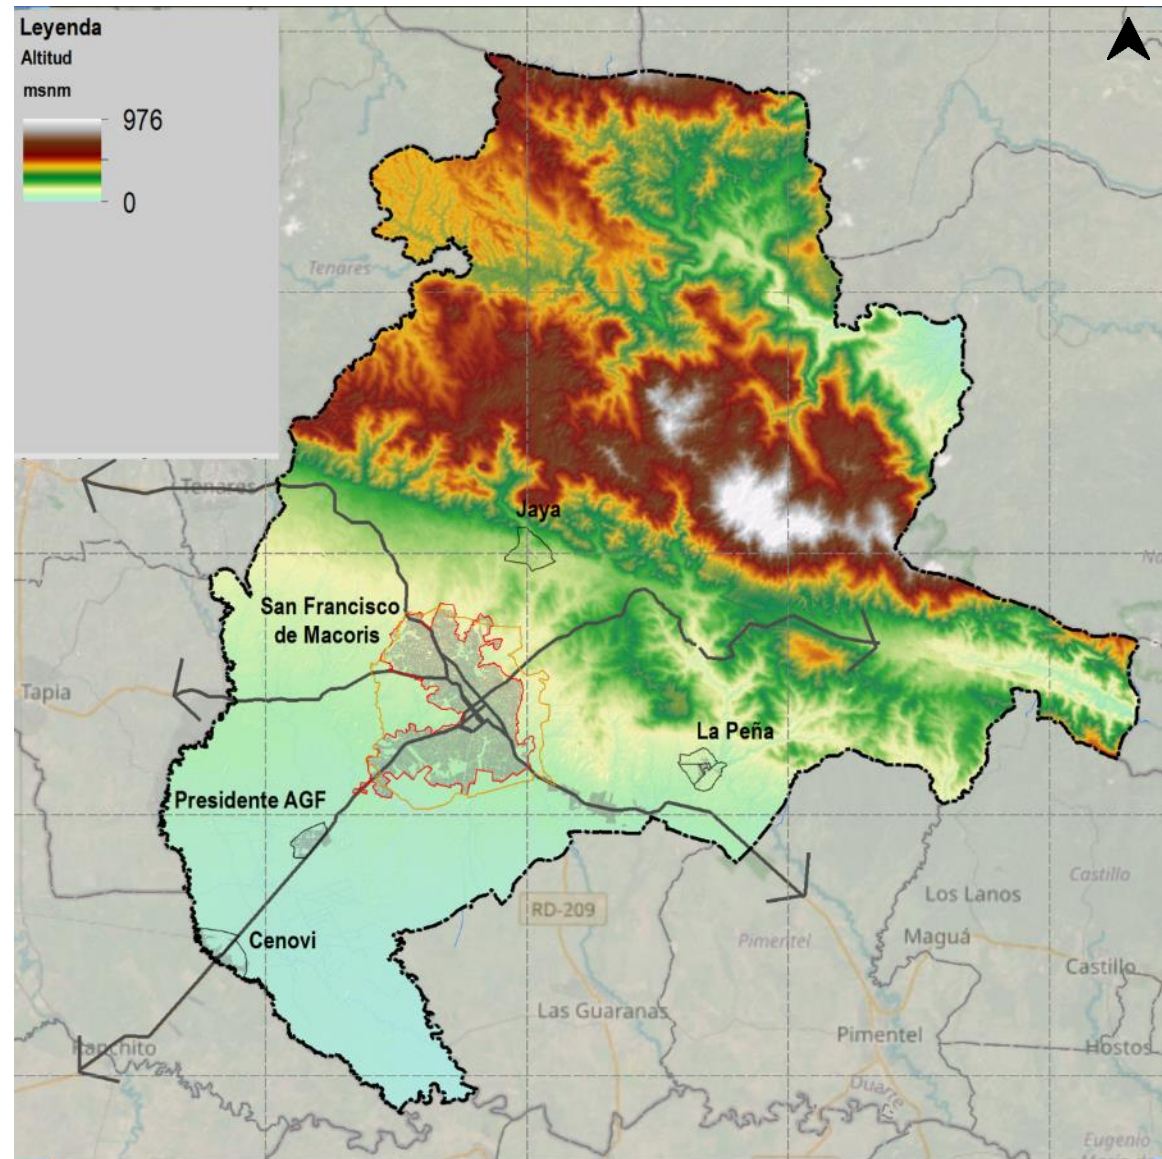 Leyenda
Altitud
msnm
976
0
Tenares
Tenares
Jaya
San Francisco
de Macoris
Tapia
La Peña
Presidente AGF
Castillo
Los Lanos
RD-209
Cenovi
Pimentel
Maguá
Castillo
Las Guaranas
Pimentel
Ranchito
Hostos
Duarte
Eugenio